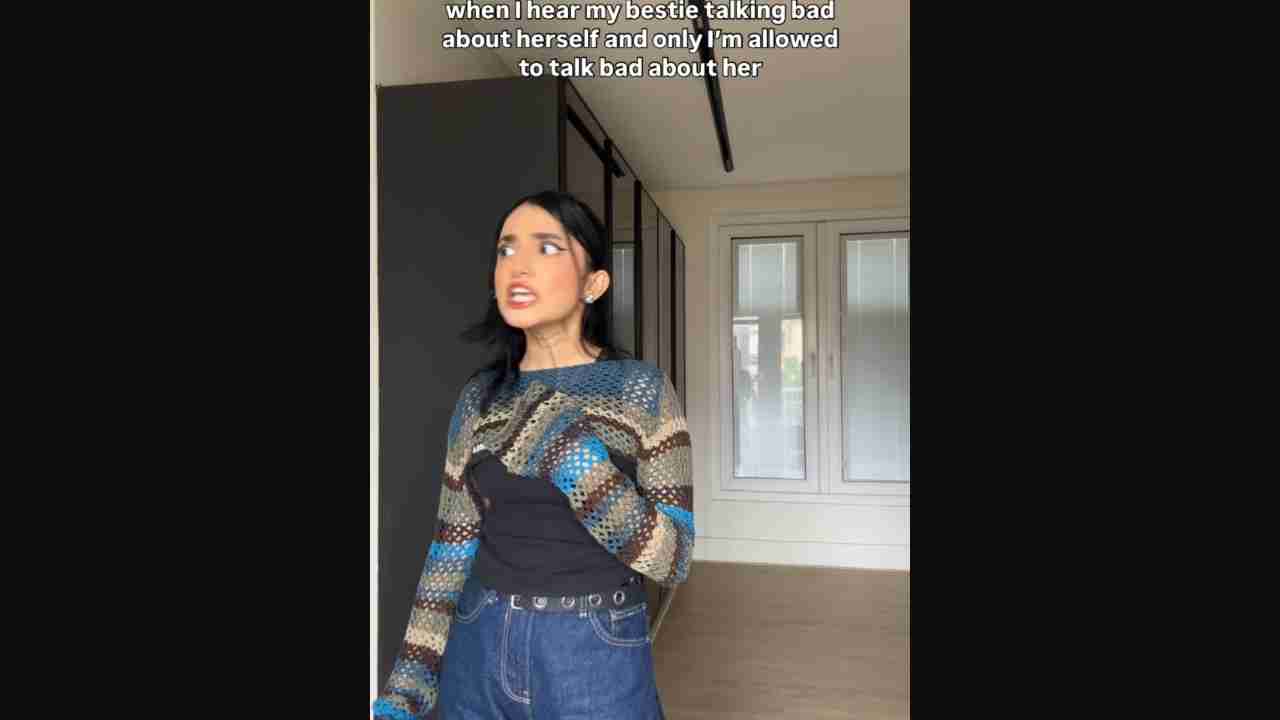 when I hear my bestie talking bad
about herself and only I’m allowed
to talk bad about her